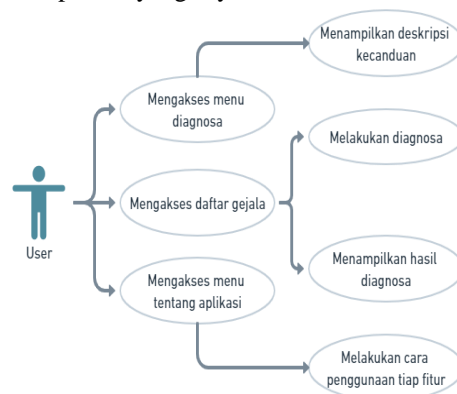 Menampilkan deskripsi
kecanduan
Mengakses menu
diagnosa
Melakukan diagnosa
Mengakses daftar gejala
User
Menampilkan hasil
diagnosa
Mengakses menu
tentang aplikasi
Melakukan cara
penggunaan tiap fitur